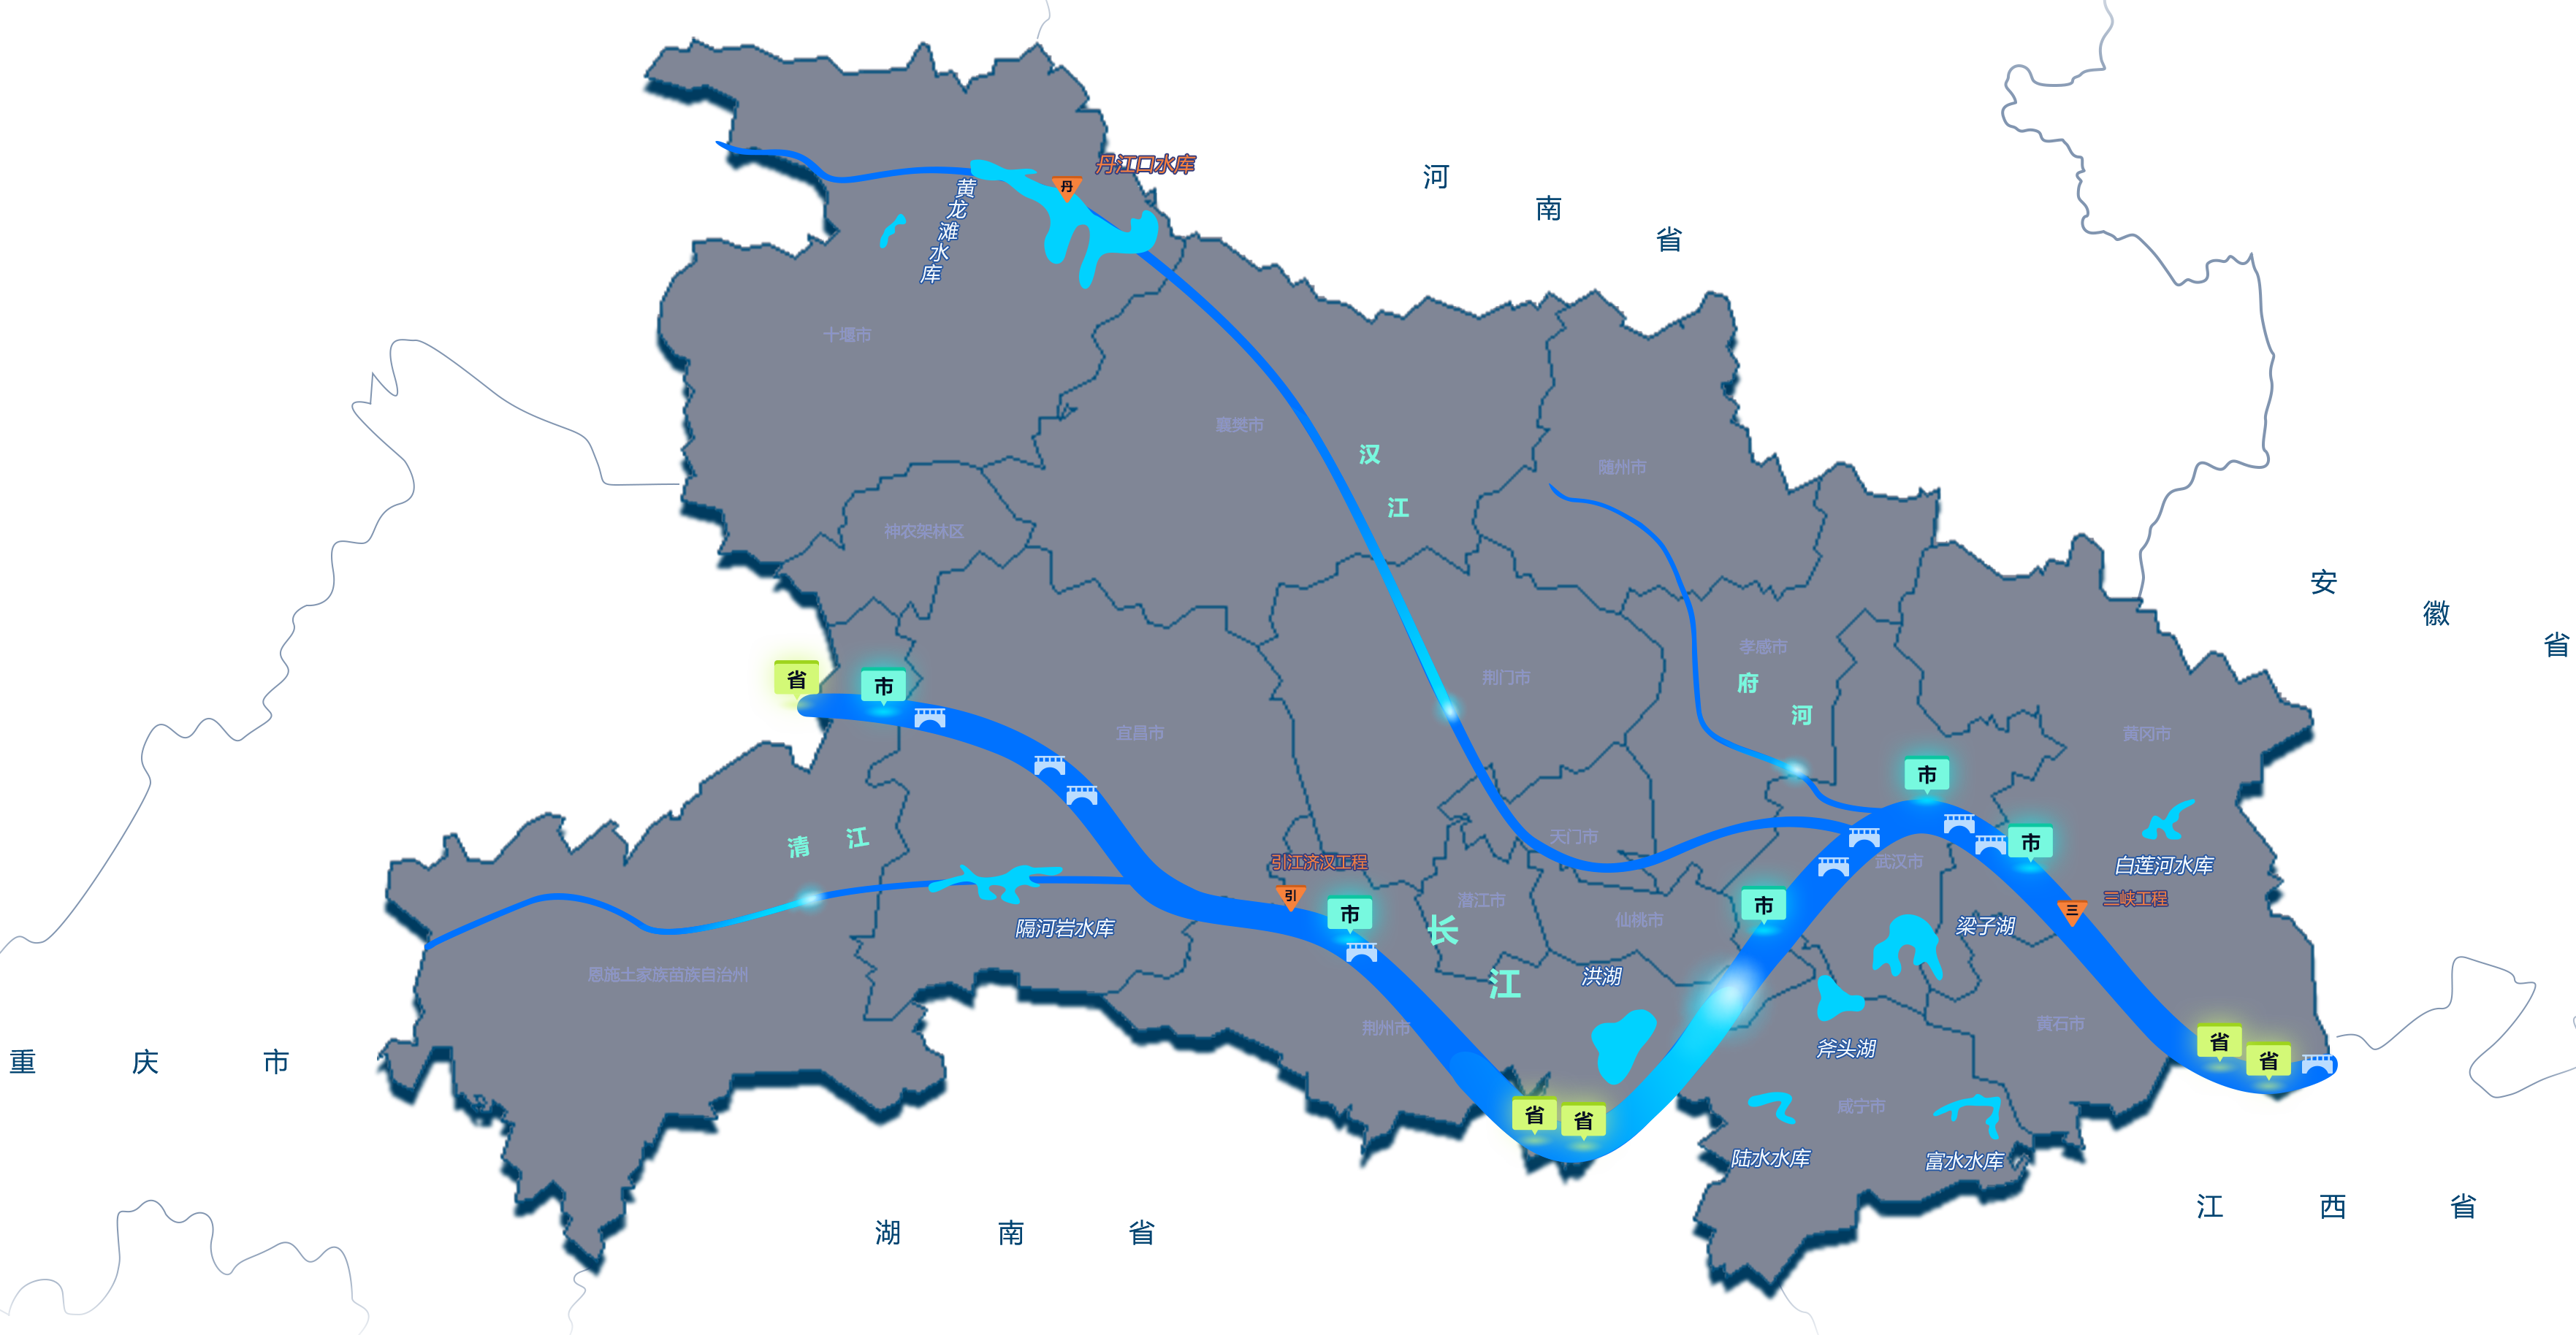 丹江口水库
丹
黄龙滩水库
河南省
十堰市
襄樊市
汉江
随州市
神农架林区
安徽省
孝感市
荆门市
府河
省
市
宜昌市
黄冈市
市
清江
天门市
市
引江济汉工程
武汉市
白莲河水库
引
市
潜江市
市
三峡工程
三
长江
仙桃市
梁子湖
隔河岩水库
恩施土家族苗族自治州
洪湖
荆州市
黄石市
斧头湖
省
省
重庆市
省
省
咸宁市
陆水水库
富水水库
湖南省
江西省